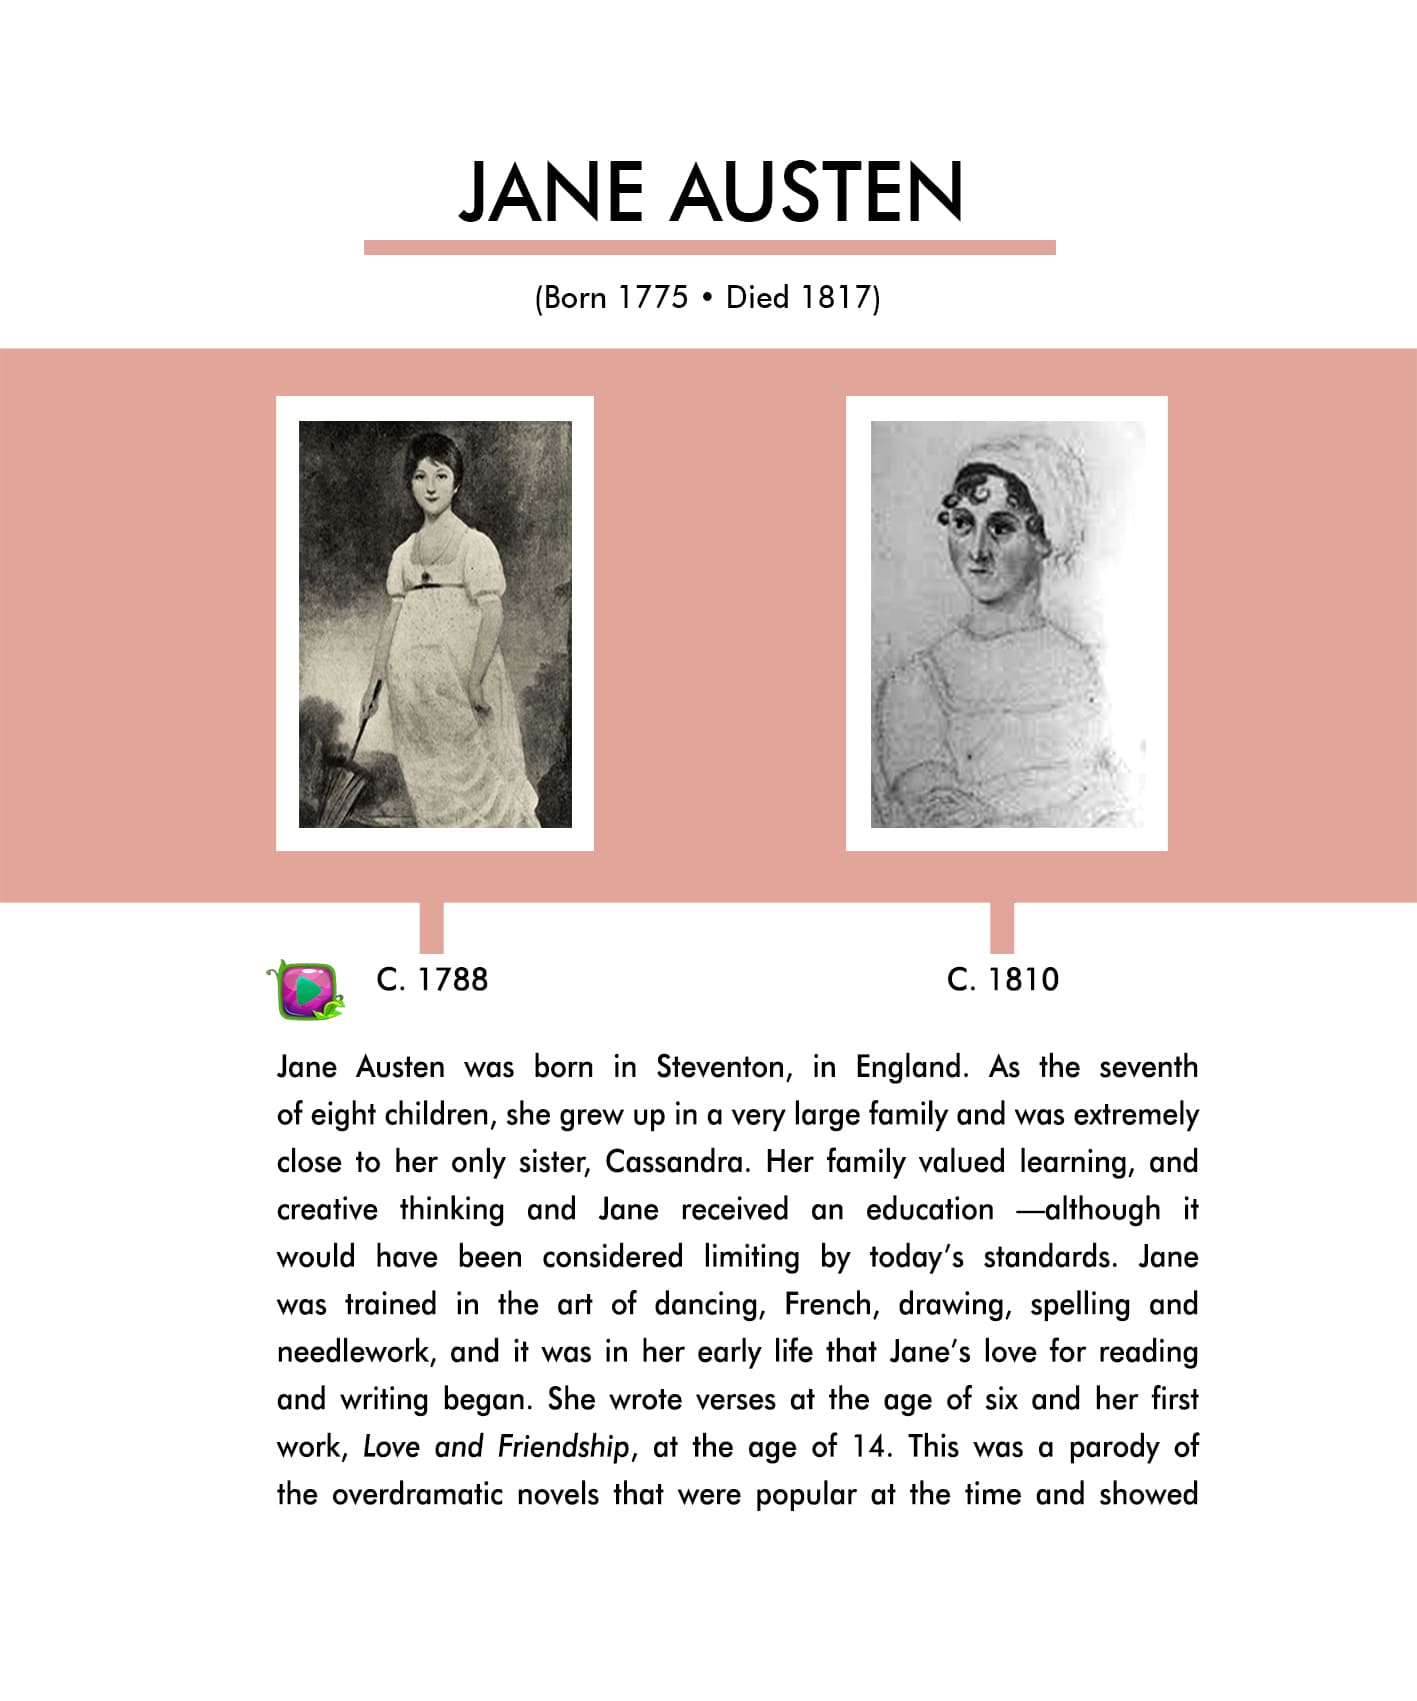 JANE AUSTEN
(Born 1775 • Died 1817)
C. 1788
C. 1810
Jane Austen was born in Steventon, in England. As the seventh
of eight children, she grew up in a very large family and was extremely
close to her only sister, Cassandra. Her family valued learning, and
creative thinking and Jane received an education —although it
would have been considered limiting by today’s standards. Jane
was trained in the art of dancing, French, drawing, spelling and
needlework, and it was in her early life that Jane’s love for reading
and writing began. She wrote verses at the age of six and her first
work, Love and Friendship, at the age of 14. This was a parody of
the overdramatic novels that were popular at the time and showed